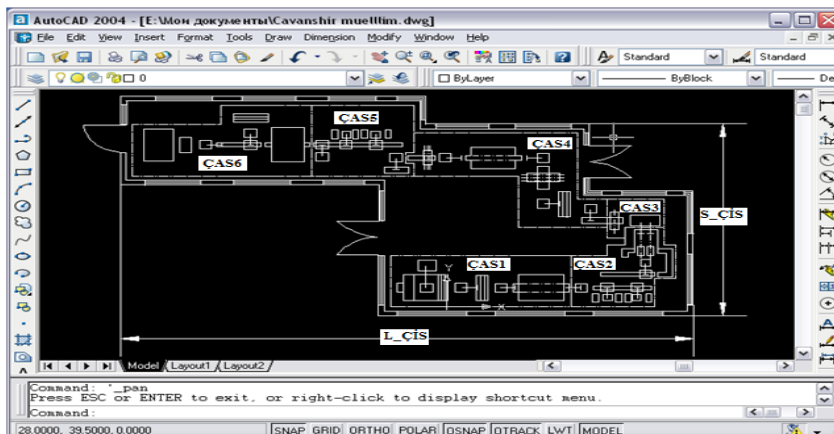 AutoCAD 2004 - [E:\Мои документы\Cavanshir muelllim.dwg]
File Edit View Insert Format Tools Draw Dimension Modify Window Help
Standard Standard
0 ByLayer ByBlock De
ÇAS5
ÇAS6
ÇAS4
ÇAS3
S_ÇİS
ÇAS1 ÇAS2
Y
X
L_ÇİS
Model Layout1 Layout2
Command: '_pan
Press ESC or ENTER to exit, or right-click to display shortcut menu.
Command:
28.0000, 39.5000, 0.0000 SNAP GRID ORTHO POLAR OSNAP OTRACK LWT MODEL